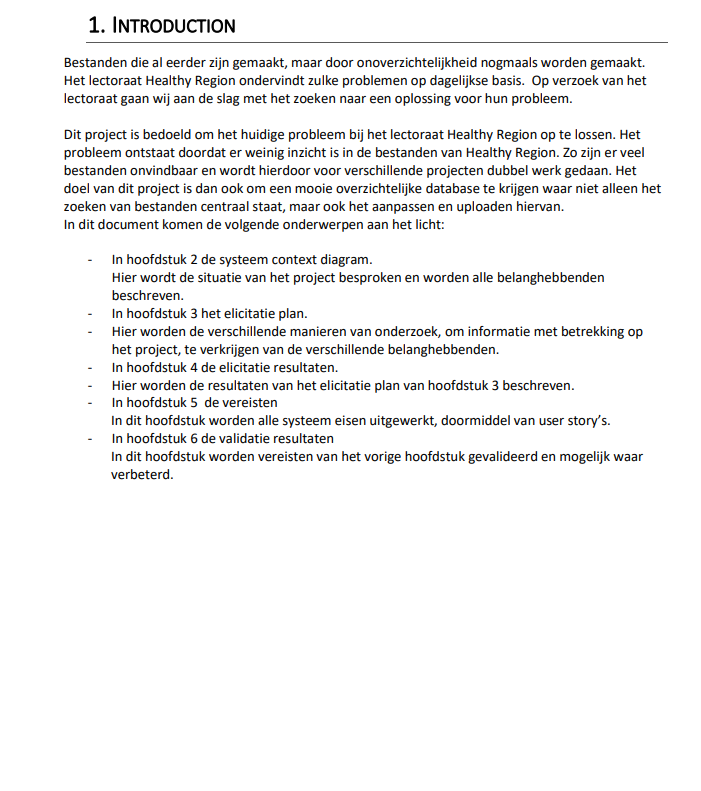 1. INTRODUCTION
Bestanden die al eerder zijn gemaakt, maar door onoverzichtelijkheid nogmaals worden gemaakt.
Het lectoraat Healthy Region ondervindt zulke problemen op dagelijkse basis.  Op verzoek van het
lectoraat gaan wij aan de slag met het zoeken naar een oplossing voor hun probleem.
Dit project is bedoeld om het huidige probleem bij het lectoraat Healthy Region op te lossen. Het
probleem ontstaat doordat er weinig inzicht is in de bestanden van Healthy Region. Zo zijn er veel
bestanden onvindbaar en wordt hierdoor voor verschillende projecten dubbel werk gedaan. Het
doel van dit project is dan ook om een mooie overzichtelijke database te krijgen waar niet alleen het
zoeken van bestanden centraal staat, maar ook het aanpassen en uploaden hiervan.
In dit document komen de volgende onderwerpen aan het licht:
- In hoofdstuk 2 de systeem context diagram.
Hier wordt de situatie van het project besproken en worden alle belanghebbenden
beschreven.
- In hoofdstuk 3 het elicitatie plan.
- Hier worden de verschillende manieren van onderzoek, om informatie met betrekking op
het project, te verkrijgen van de verschillende belanghebbenden.
- In hoofdstuk 4 de elicitatie resultaten.
- Hier worden de resultaten van het elicitatie plan van hoofdstuk 3 beschreven.
- In hoofdstuk 5  de vereisten
In dit hoofdstuk worden alle systeem eisen uitgewerkt, doormiddel van user story’s.
- In hoofdstuk 6 de validatie resultaten
In dit hoofdstuk worden vereisten van het vorige hoofdstuk gevalideerd en mogelijk waar
verbeterd.